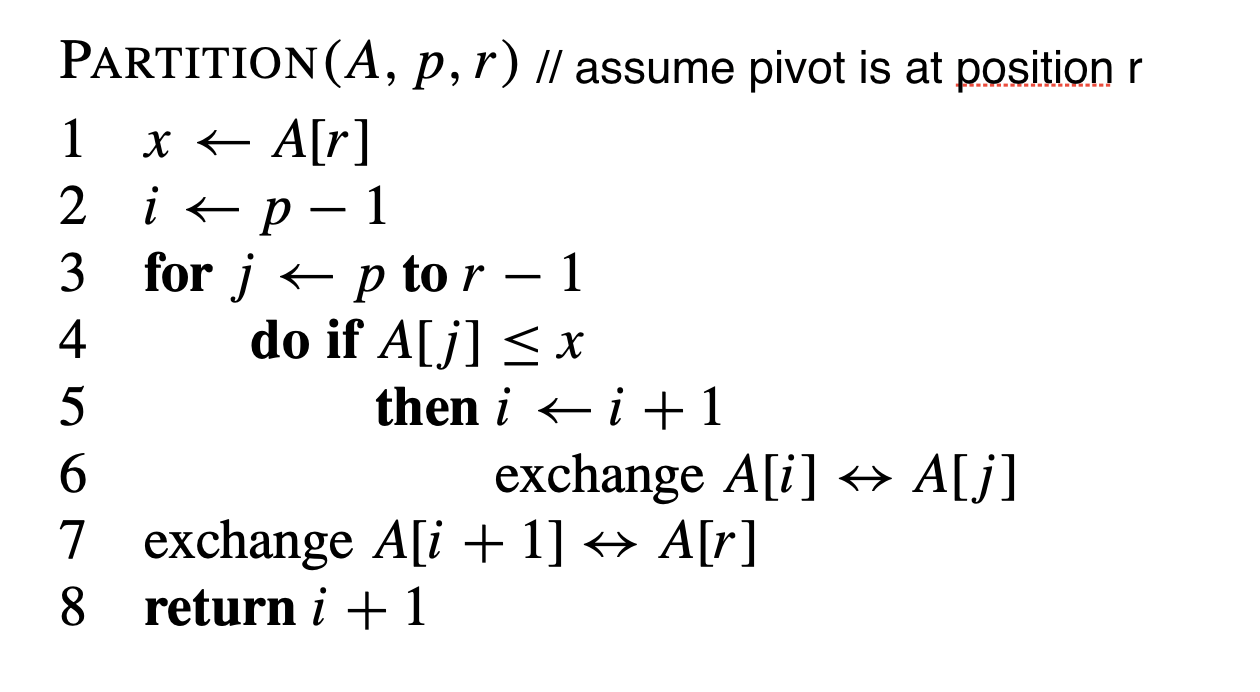 PARTITION(A, p, r) // assume pivot is at position r
1 x ← A[r]
2 i ← p − 1
3 for j ← p to r − 1
4 do if A[j] ≤ x
5 then i ← i + 1
6 exchange A[i] ↔ A[j]
7 exchange A[i + 1] ↔ A[r]
8 return i + 1